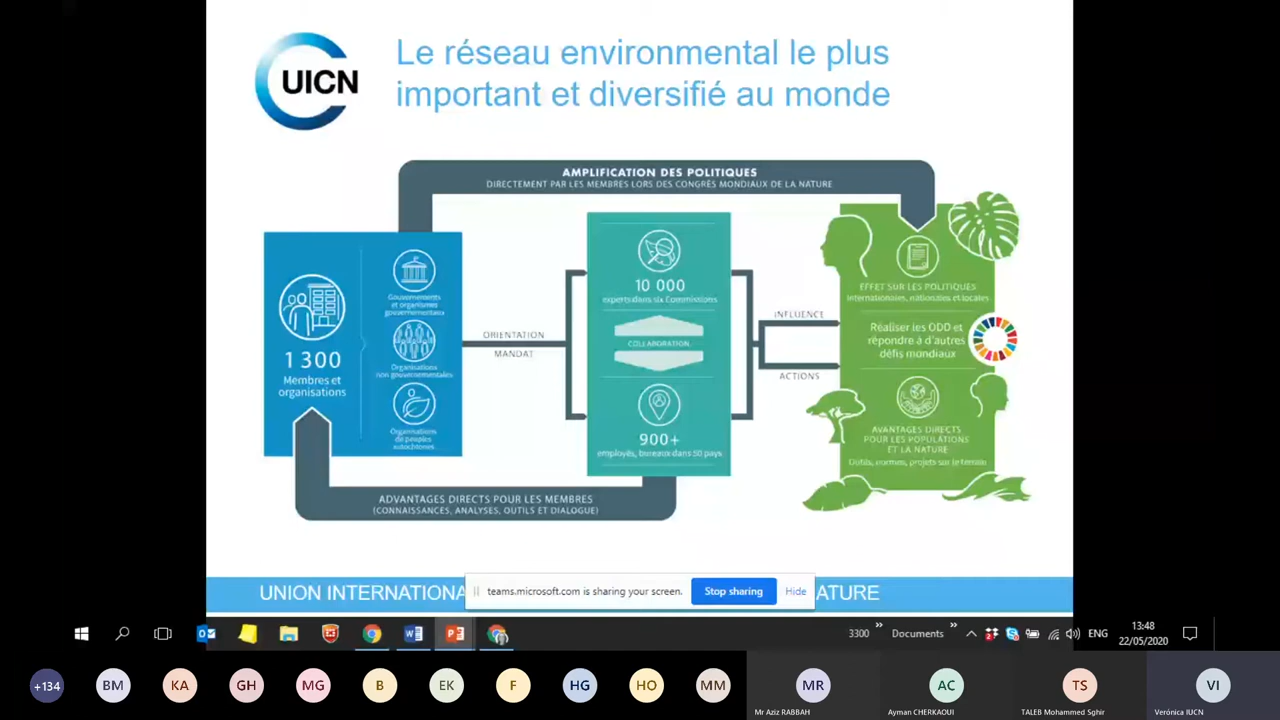 UICN
Le réseau environmental le plus
important et diversifié au monde
AMPLIFICATION DES POLITIQUES
DIRECTEMENT PAR LES MEMBRES LORS DES CONGRÈS MONDIAUX DE LA NATURE
1 300
Membres et
organisations
Gouvernements
et organismes
gouvernementaux
Organisations
non gouvernementales
Organisations
de peuples
autochtones
ORIENTATION
MANDAT
10 000
experts dans six Commissions
COLLABORATION
900+
employés, bureaux dans 50 pays
INFLUENCE
ACTIONS
EFFET SUR LES POLITIQUES
internationales, nationales et locales
Réaliser les ODD et
répondre à d'autres
défis mondiaux
AVANTAGES DIRECTS
POUR LES POPULATIONS
ET LA NATURE
Outils, normes, projets sur le terrain
ADVANTAGES DIRECTS POUR LES MEMBRES
(CONNAISSANCES, ANALYSES, OUTILS ET DIALOGUE)
UNION INTERNATIONA
ATURE
teams.microsoft.com is sharing your screen.
Stop sharing
Hide
3300
Documents
ENG
13:48
22/05/2020
+134
BM
KA
GH
MG
B
EK
F
HG
HO
MM
MR
AC
TS
VI
Mr Aziz RABBAH
Ayman CHERKAOUI
TALEB Mohammed Sghir
Verónica IUCN